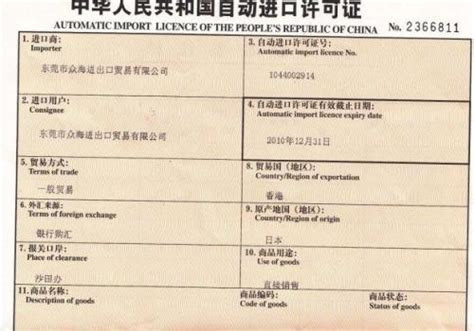 中华人民共和国自动进口许可证
AUTOMATIC IMPORT LICENCE OF THE PEOPLE'S REPUBLIC OF CHINA No. 2366811
1. 进口商:
Importer
东莞市众海进出口贸易有限公司
3. 自动进口许可证号:
Automatic import licence No.
1044002914
2. 进口用户:
Consignee
东莞市众海进出口贸易有限公司
4. 自动进口许可证有效截止日期:
Automatic import licence expiry date
2010年12月31日
5. 贸易方式:
Terms of trade
一般贸易
8. 贸易国(地区):
Country/Region of exportation
香港
6. 外汇来源:
Terms of foreign exchange
银行购汇
9. 原产地国(地区):
Country/Region of origin
日本
7. 报关口岸:
Place of clearance
沙田办
10. 商品用途:
Use of goods
直接销售
11. 商品名称:
Description of goods
商品编码:
Code of goods
商品状态:
Status of goods